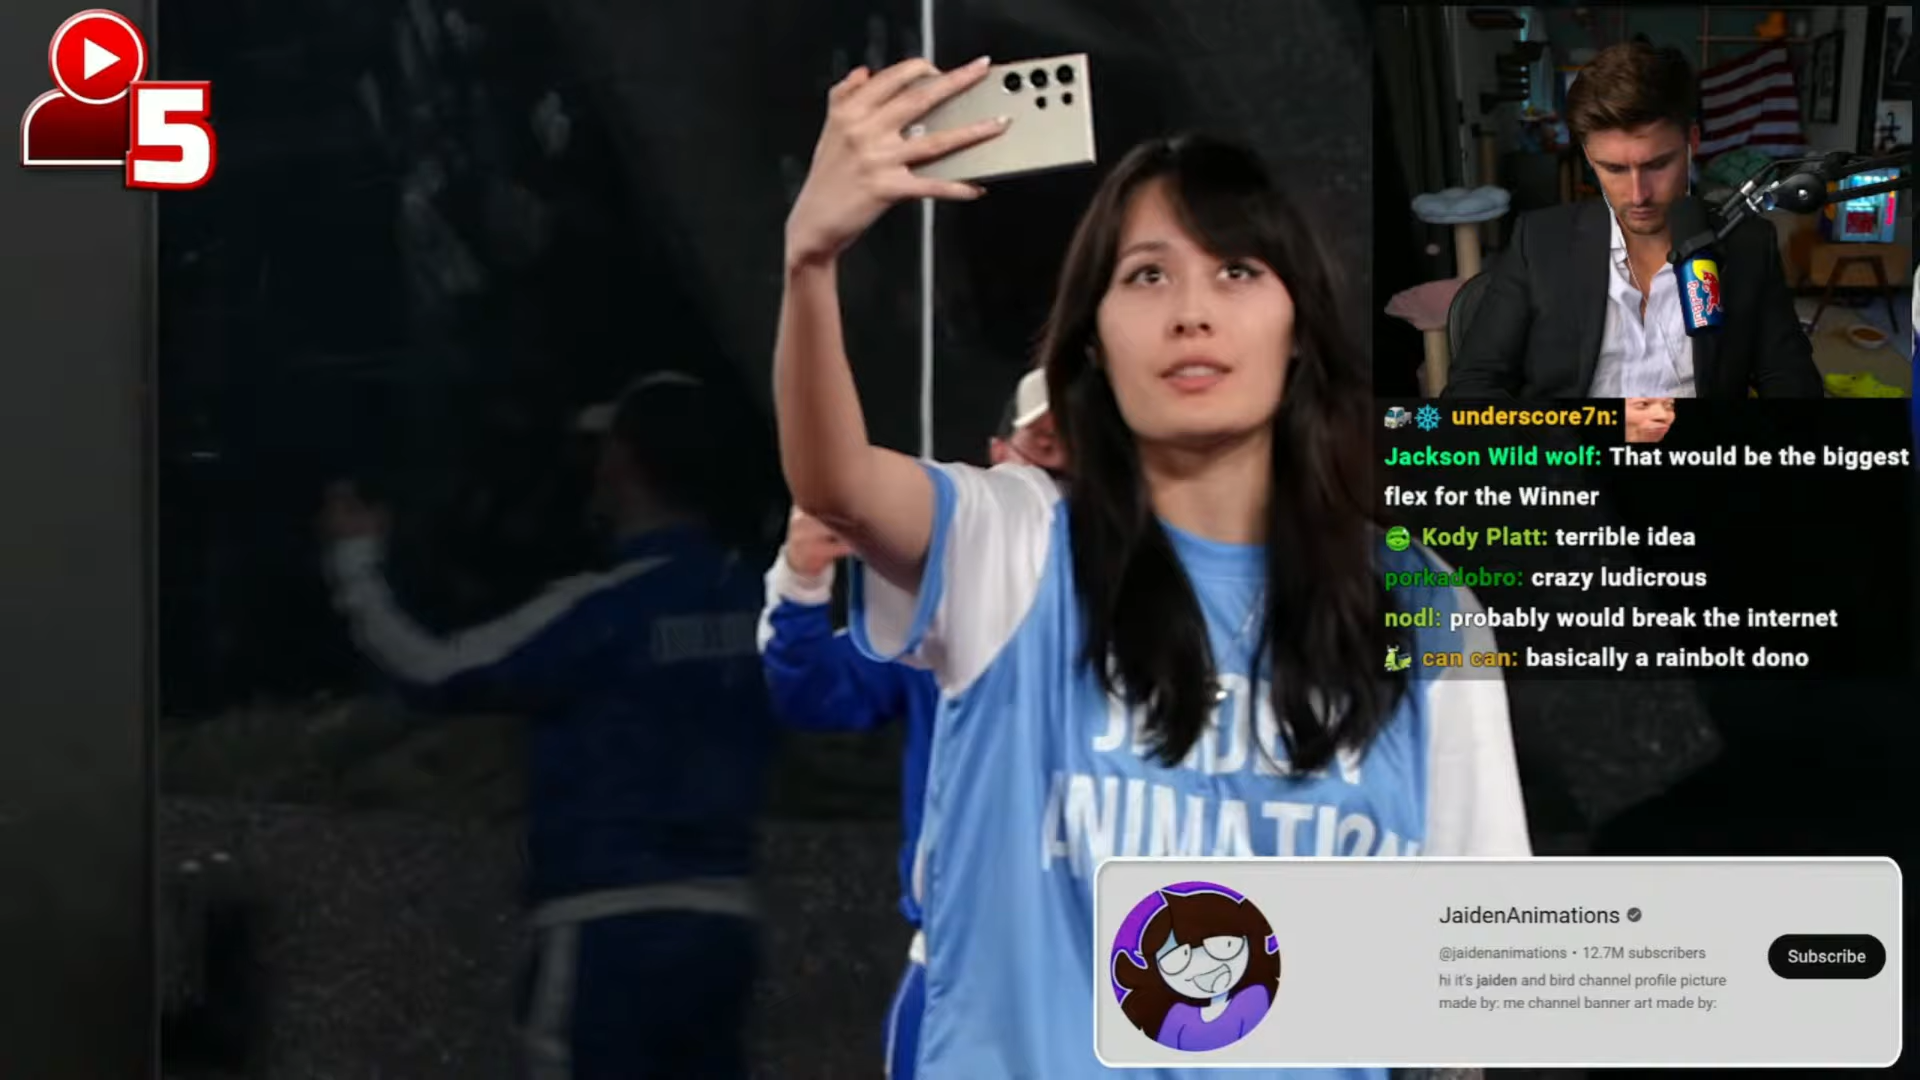 5
underscore7n:
Jackson Wild wolf: That would be the biggest
flex for the Winner
Kody Platt: terrible idea
porkadobro: crazy ludicrous
nodl: probably would break the internet
can can: basically a rainbolt dono
RedBull
JAIDEN
ANIMATION
JaidenAnimations
@jaidenanimations • 12.7M subscribers
hi it's jaiden and bird channel profile picture
made by: me channel banner art made by:
Subscribe